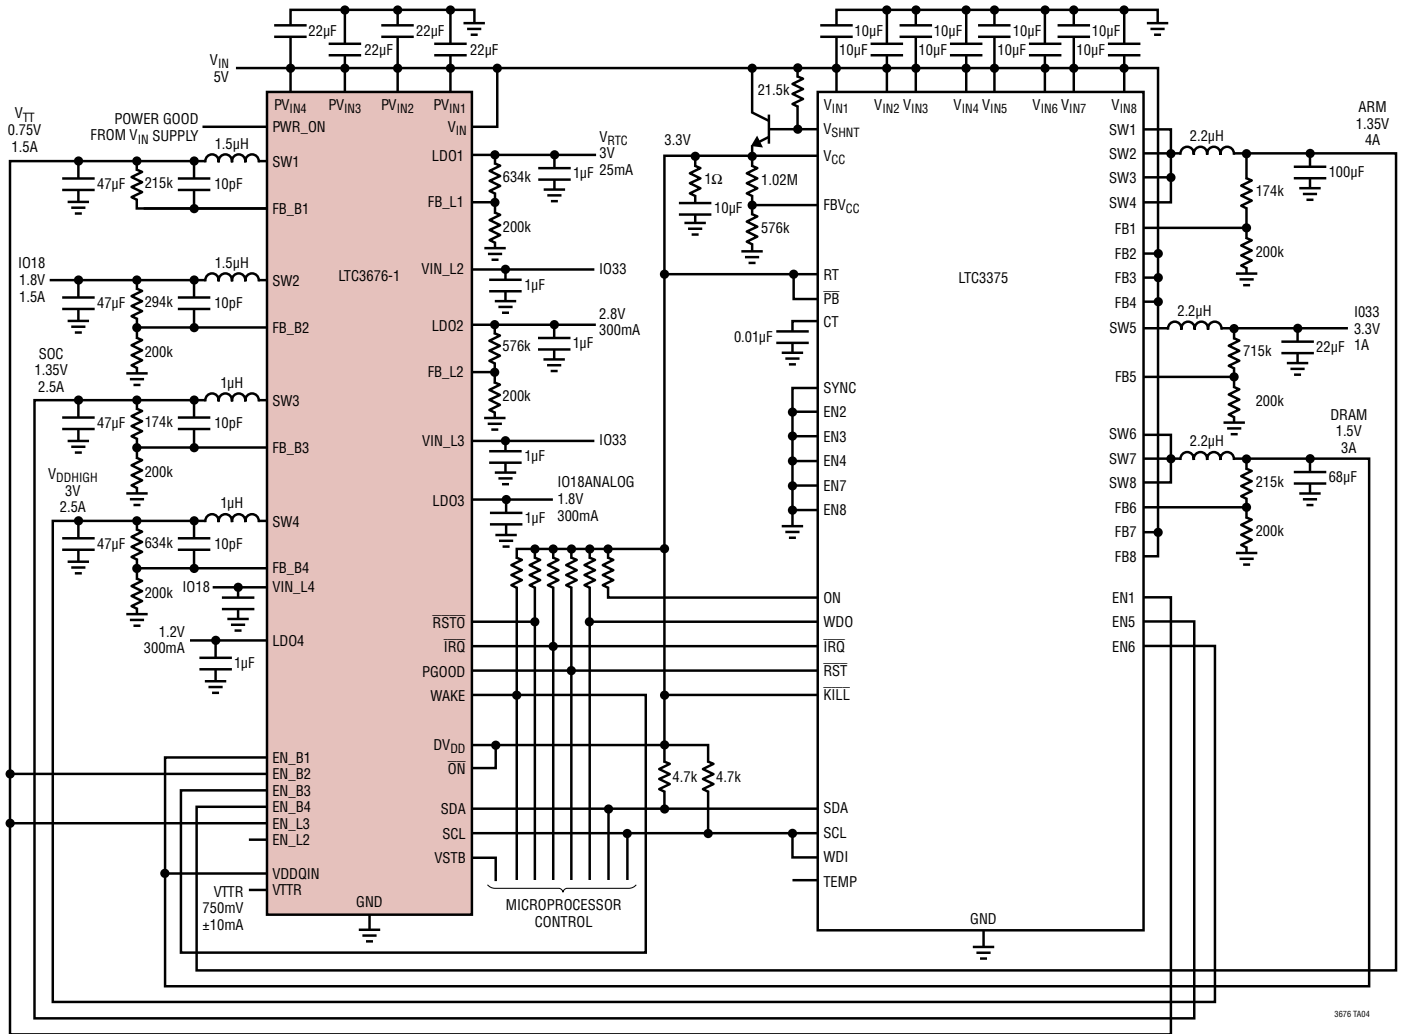 22µF
22µF
22µF
22µF
10µF
10µF
10µF
10µF
10µF
10µF
10µF
10µF
10µF
10µF
10µF
10µF
VIN
5V
21.5k
PVIN4
PVIN3
PVIN2
PVIN1
VIN1
VIN2
VIN3
VIN4
VIN5
VIN6
VIN7
VIN8
VTT
0.75V
1.5A
POWER GOOD
FROM VIN SUPPLY
PWR_ON
VIN
VSHNT
SW1
ARM
1.35V
4A
1.5µH
SW1
LDO1
VRTC
3V
25mA
3.3V
VCC
SW2
2.2µH
47µF
215k
10pF
634k
1µF
1Ω
1.02M
SW3
100µF
FB_B1
FB_L1
200k
10µF
FBVCC
576k
SW4
174k
FB1
200k
IO18
1.8V
1.5A
1.5µH
SW2
LTC3676-1
VIN_L2
IO33
1µF
RT
PB
LTC3375
FB2
FB3
FB4
47µF
294k
10pF
FB_B2
200k
LDO2
2.8V
300mA
576k
1µF
CT
0.01µF
SW5
2.2µH
IO33
3.3V
1A
715k
22µF
SOC
1.35V
2.5A
1µH
SW3
FB_L2
200k
SYNC
EN2
EN3
EN4
EN7
EN8
FB5
200k
47µF
174k
10pF
FB_B3
200k
VIN_L3
IO33
1µF
SW6
SW7
SW8
2.2µH
DRAM
1.5V
3A
215k
68µF
VDDHIGH
3V
2.5A
1µH
SW4
LDO3
IO18ANALOG
1.8V
300mA
1µF
FB6
FB7
FB8
200k
47µF
634k
10pF
FB_B4
200k
IO18
VIN_L4
ON
EN1
1.2V
300mA
LDO4
1µF
RSTO
IRQ
PGOOD
WAKE
WDO
IRQ
RST
KILL
EN5
EN6
DVDD
ON
4.7k
4.7k
EN_B1
EN_B2
EN_B3
EN_B4
EN_L3
EN_L2
SDA
SCL
VSTB
SDA
SCL
WDI
TEMP
VDDQIN
VTTR
VTTR
750mV
±10mA
GND
MICROPROCESSOR
CONTROL
GND
3676 TA04